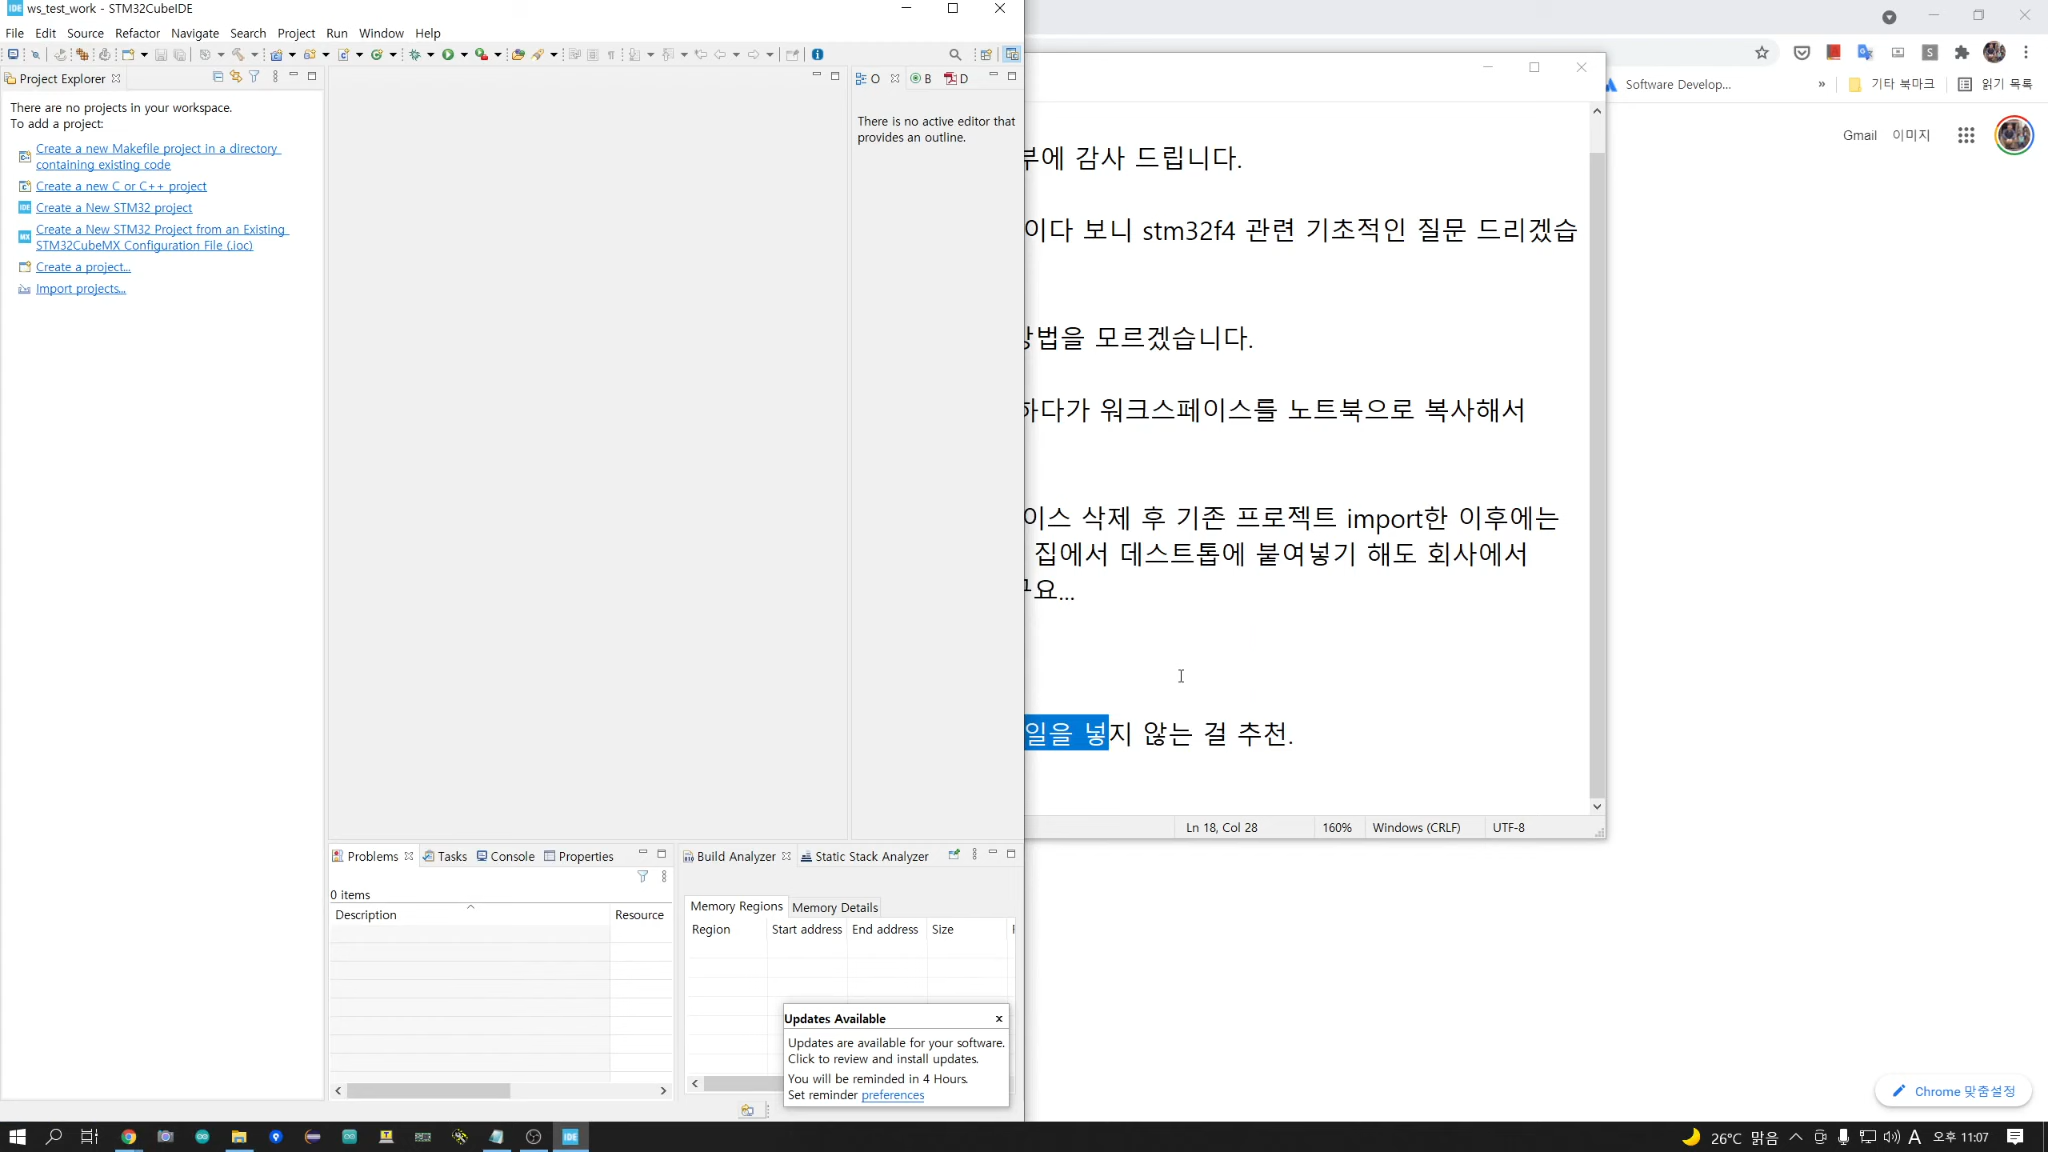 ws_test_work - STM32CubeIDE
File Edit Source Refactor Navigate Search Project Run Window Help
Project Explorer
There are no projects in your workspace.
To add a project:
Create a new Makefile project in a directory
containing existing code
Create a new C or C++ project
Create a New STM32 project
Create a New STM32 Project from an Existing
STM32CubeMX Configuration File (.ioc)
Create a project...
Import projects...
O B D
There is no active editor that
provides an outline.
Problems Tasks Console Properties
0 items
Description Resource
Build Analyzer Static Stack Analyzer
Memory Regions Memory Details
Region Start address End address Size
Updates Available x
Updates are available for your software.
Click to review and install updates.
You will be reminded in 4 Hours.
Set reminder preferences
감사 드립니다.
이다 보니 stm32f4 관련 기초적인 질문 드리겠습
모르겠습니다.
하다가 워크스페이스를 노트북으로 복사해서
이스 삭제 후 기존 프로젝트 import한 이후에는
집에서 데스트톱에 붙여넣기 해도 회사에서
요...
일을 넣지 않는 걸 추천.
Ln 18, Col 28 160% Windows (CRLF) UTF-8
Software Develop... » 기타 북마크 읽기 목록
Gmail 이미지
Chrome 맞춤설정
26°C 맑음 A 오후 11:07